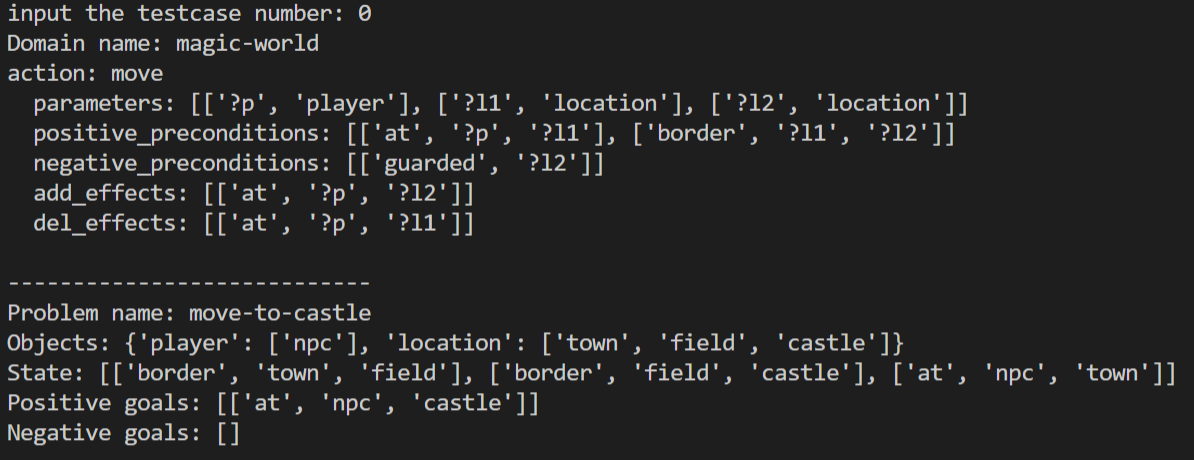 input the testcase number: 0
Domain name: magic-world
action: move
  parameters: [['?p', 'player'], ['?l1', 'location'], ['?l2', 'location']]
  positive_preconditions: [['at', '?p', '?l1'], ['border', '?l1', '?l2']]
  negative_preconditions: [['guarded', '?l2']]
  add_effects: [['at', '?p', '?l2']]
  del_effects: [['at', '?p', '?l1']]
----------------------------
Problem name: move-to-castle
Objects: {'player': ['npc'], 'location': ['town', 'field', 'castle']}
State: [['border', 'town', 'field'], ['border', 'field', 'castle'], ['at', 'npc', 'town']]
Positive goals: [['at', 'npc', 'castle']]
Negative goals: []